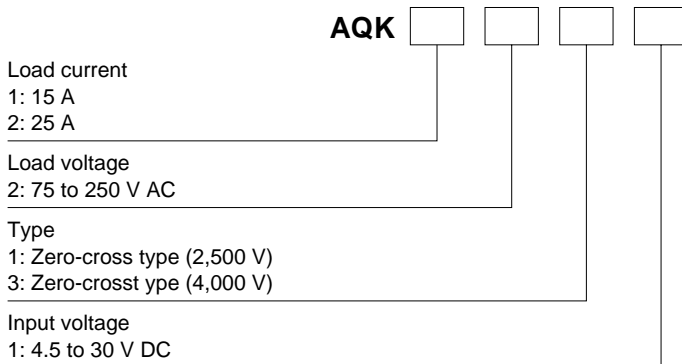 AQK
Load current
1: 15 A
2: 25 A
Load voltage
2: 75 to 250 V AC
Type
1: Zero-cross type (2,500 V)
3: Zero-crosst ype (4,000 V)
Input voltage
1: 4.5 to 30 V DC